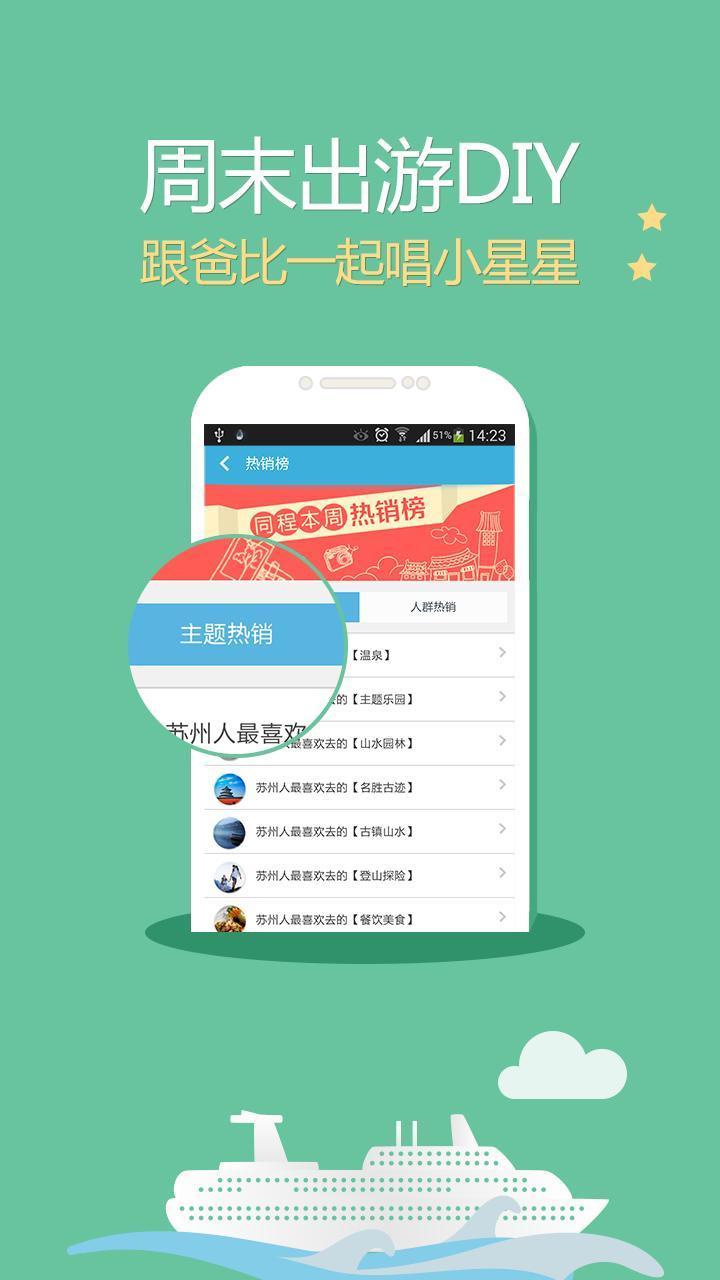 周末出游DIY
跟爸比一起唱小星星
51% 14:23
热销榜
同程本周热销榜
主题热销
人群热销
【温泉】
的【主题乐园】
苏州人最喜欢
喜欢去的【山水园林】
苏州人最喜欢去的【名胜古迹】
苏州人最喜欢去的【古镇山水】
苏州人最喜欢去的【登山探险】
苏州人最喜欢去的【餐饮美食】